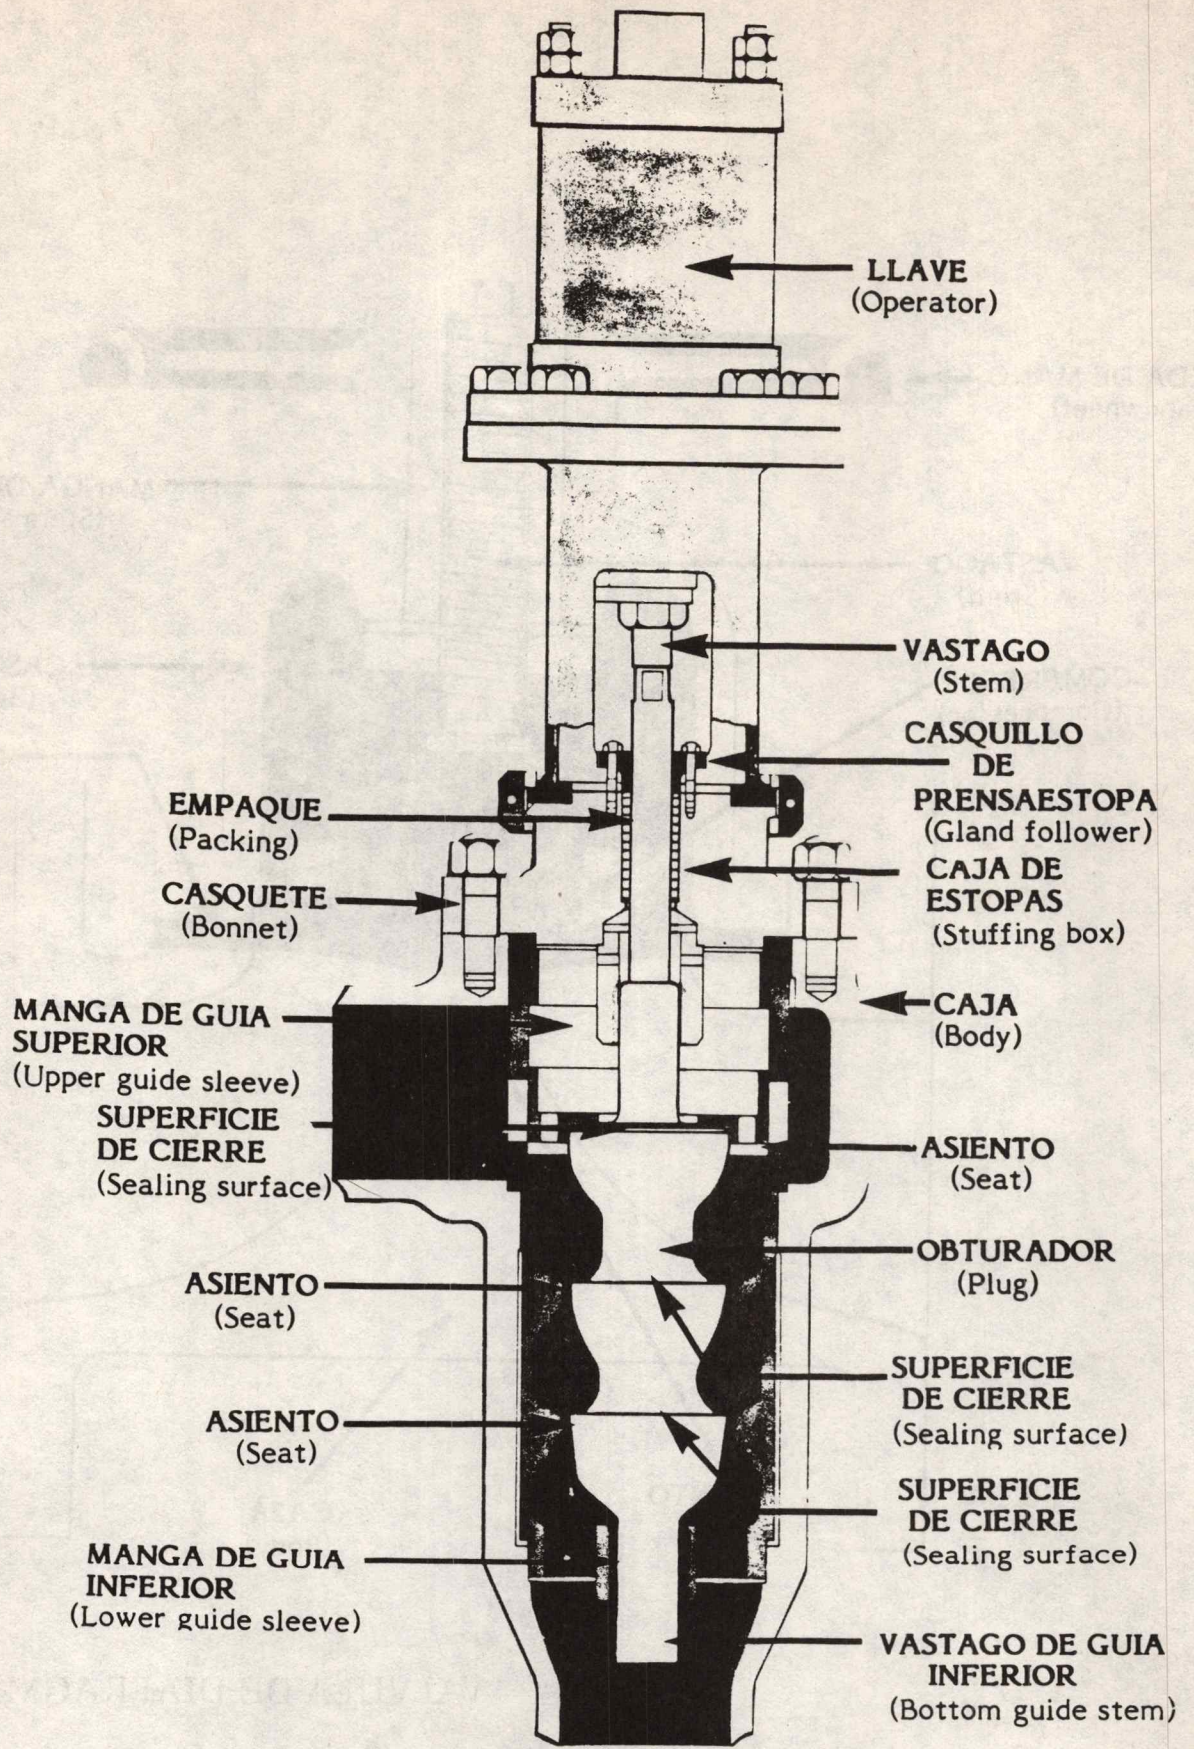 LLAVE
(Operator)
VASTAGO
(Stem)
CASQUILLO
DE
PRENSAESTOPA
(Gland follower)
EMPAQUE
(Packing)
CAJA DE
ESTOPAS
(Stuffing box)
CASQUETE
(Bonnet)
CAJA
(Body)
MANGA DE GUIA
SUPERIOR
(Upper guide sleeve)
SUPERFICIE
DE CIERRE
(Sealing surface)
ASIENTO
(Seat)
OBTURADOR
(Plug)
ASIENTO
(Seat)
SUPERFICIE
DE CIERRE
(Sealing surface)
ASIENTO
(Seat)
SUPERFICIE
DE CIERRE
(Sealing surface)
MANGA DE GUIA
INFERIOR
(Lower guide sleeve)
VASTAGO DE GUIA
INFERIOR
(Bottom guide stem)